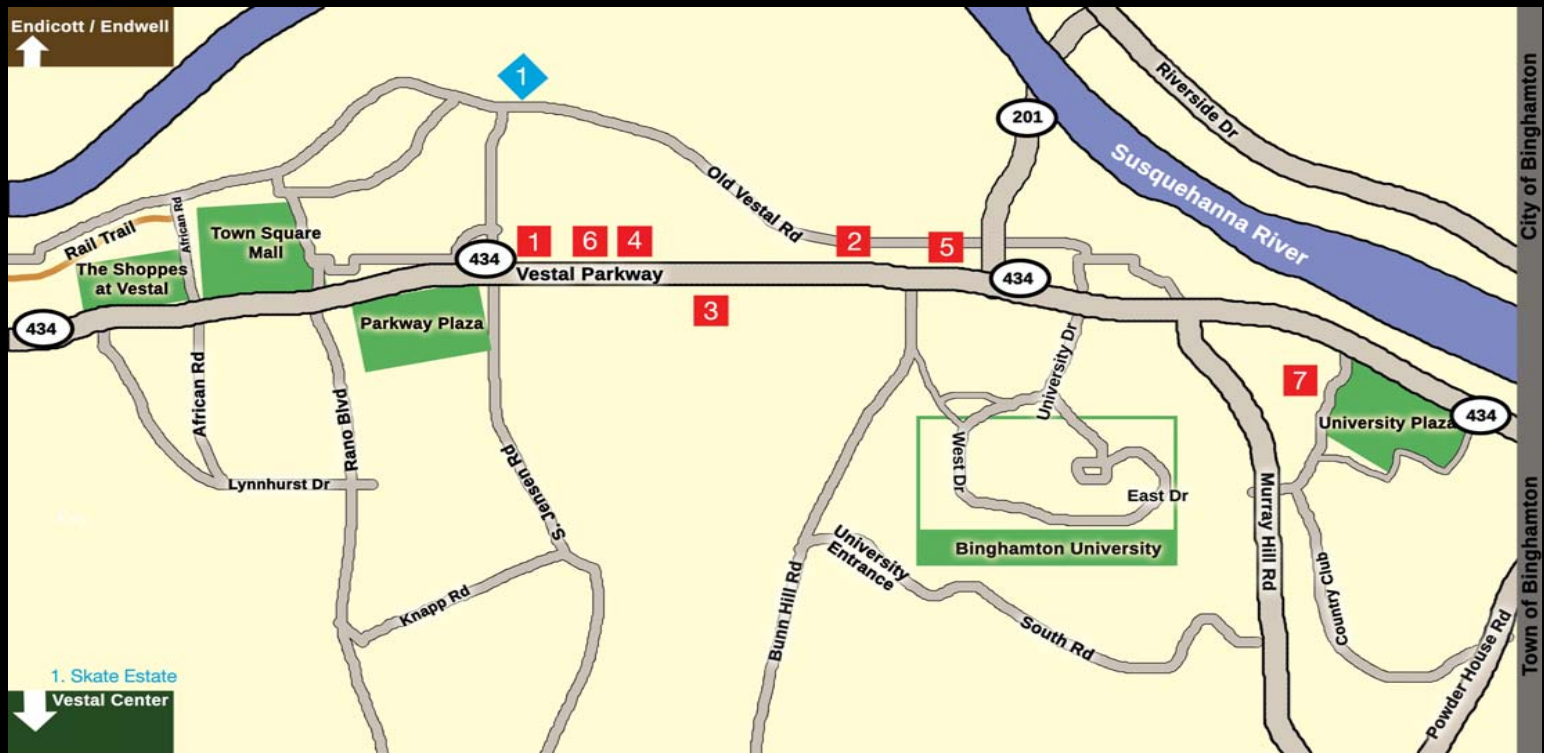 Endicott / Endwell
1
Riverside Dr
201
City of Binghamton
Susquehanna River
Old Vestal Rd
African Rd
Rail Trail
Town Square
Mall
The Shoppes
at Vestal
434
1
6
4
2
5
Vestal Parkway
434
3
434
Parkway Plaza
University Dr
African Rd
Rano Blvd
7
University Plaza
434
West Dr
Lynnhurst Dr
S. Jensen Rd
East Dr
Murray Hill Rd
Binghamton University
University
Entrance
Knapp Rd
Bunn Hill Rd
South Rd
Country Club
Powder House Rd
Town of Binghamton
1. Skate Estate
Vestal Center